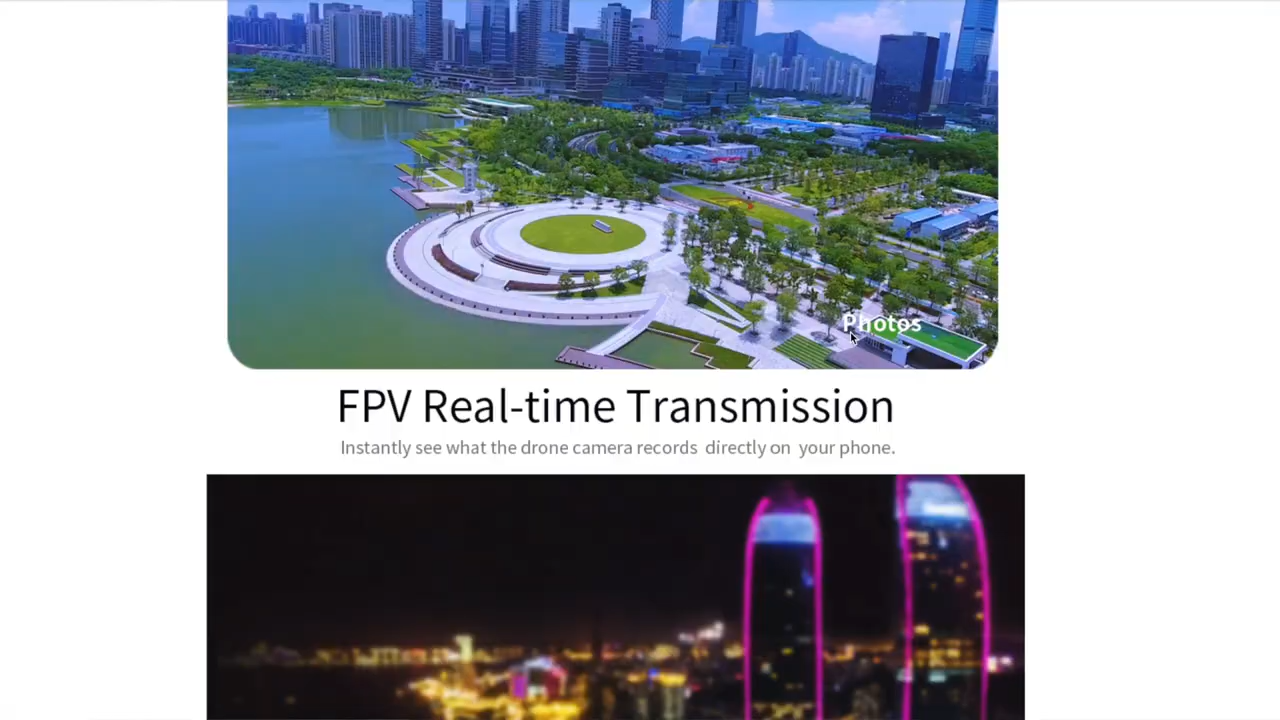 Photos
FPV Real-time Transmission
Instantly see what the drone camera records directly on your phone.